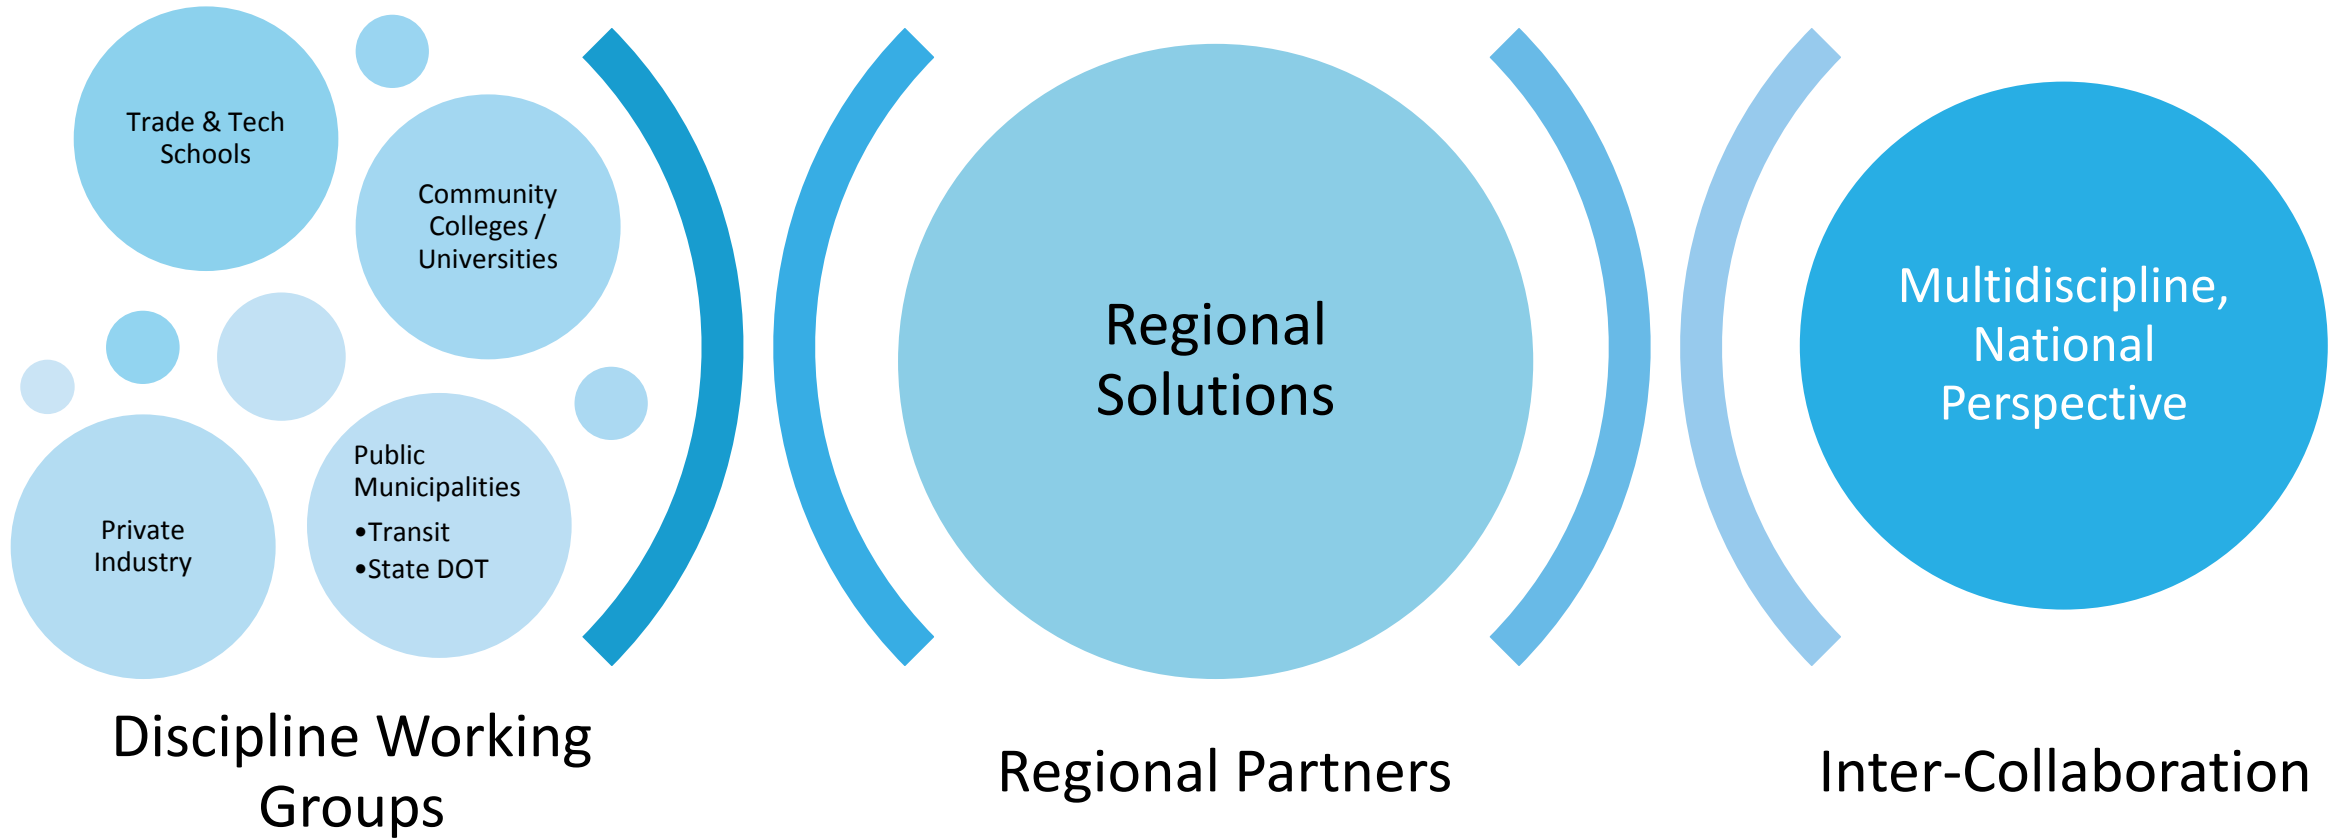 Trade & Tech
Schools
Community
Colleges /
Universities
Public
Municipalities
•Transit
•State DOT
Private
Industry
Discipline Working
Groups
Regional
Solutions
Regional Partners
Multidiscipline,
National
Perspective
Inter-Collaboration